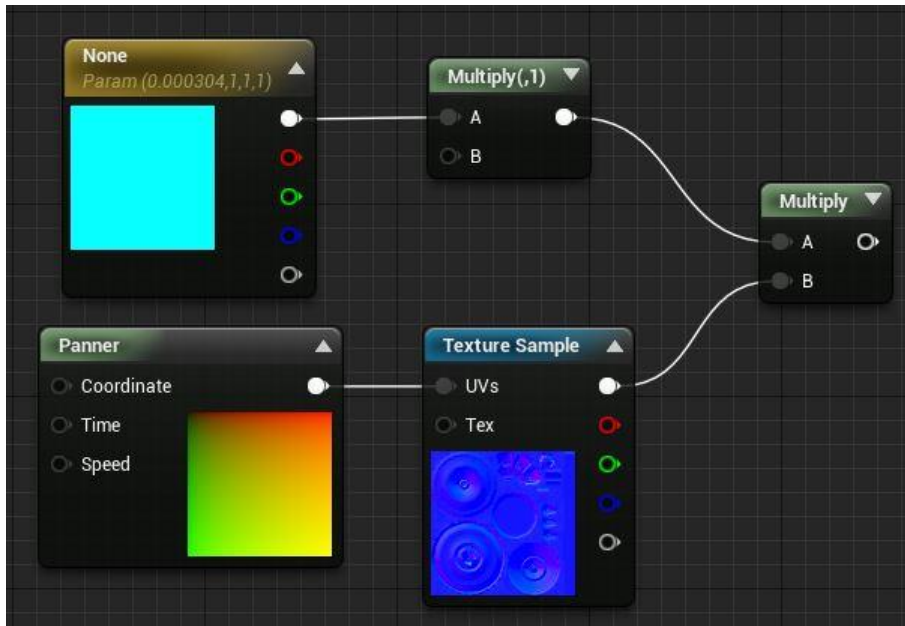 None
Param (0.000304,1,1,1)
Multiply(,1)
A
B
Multiply
A
B
Panner
Coordinate
Time
Speed
Texture Sample
UVs
Tex